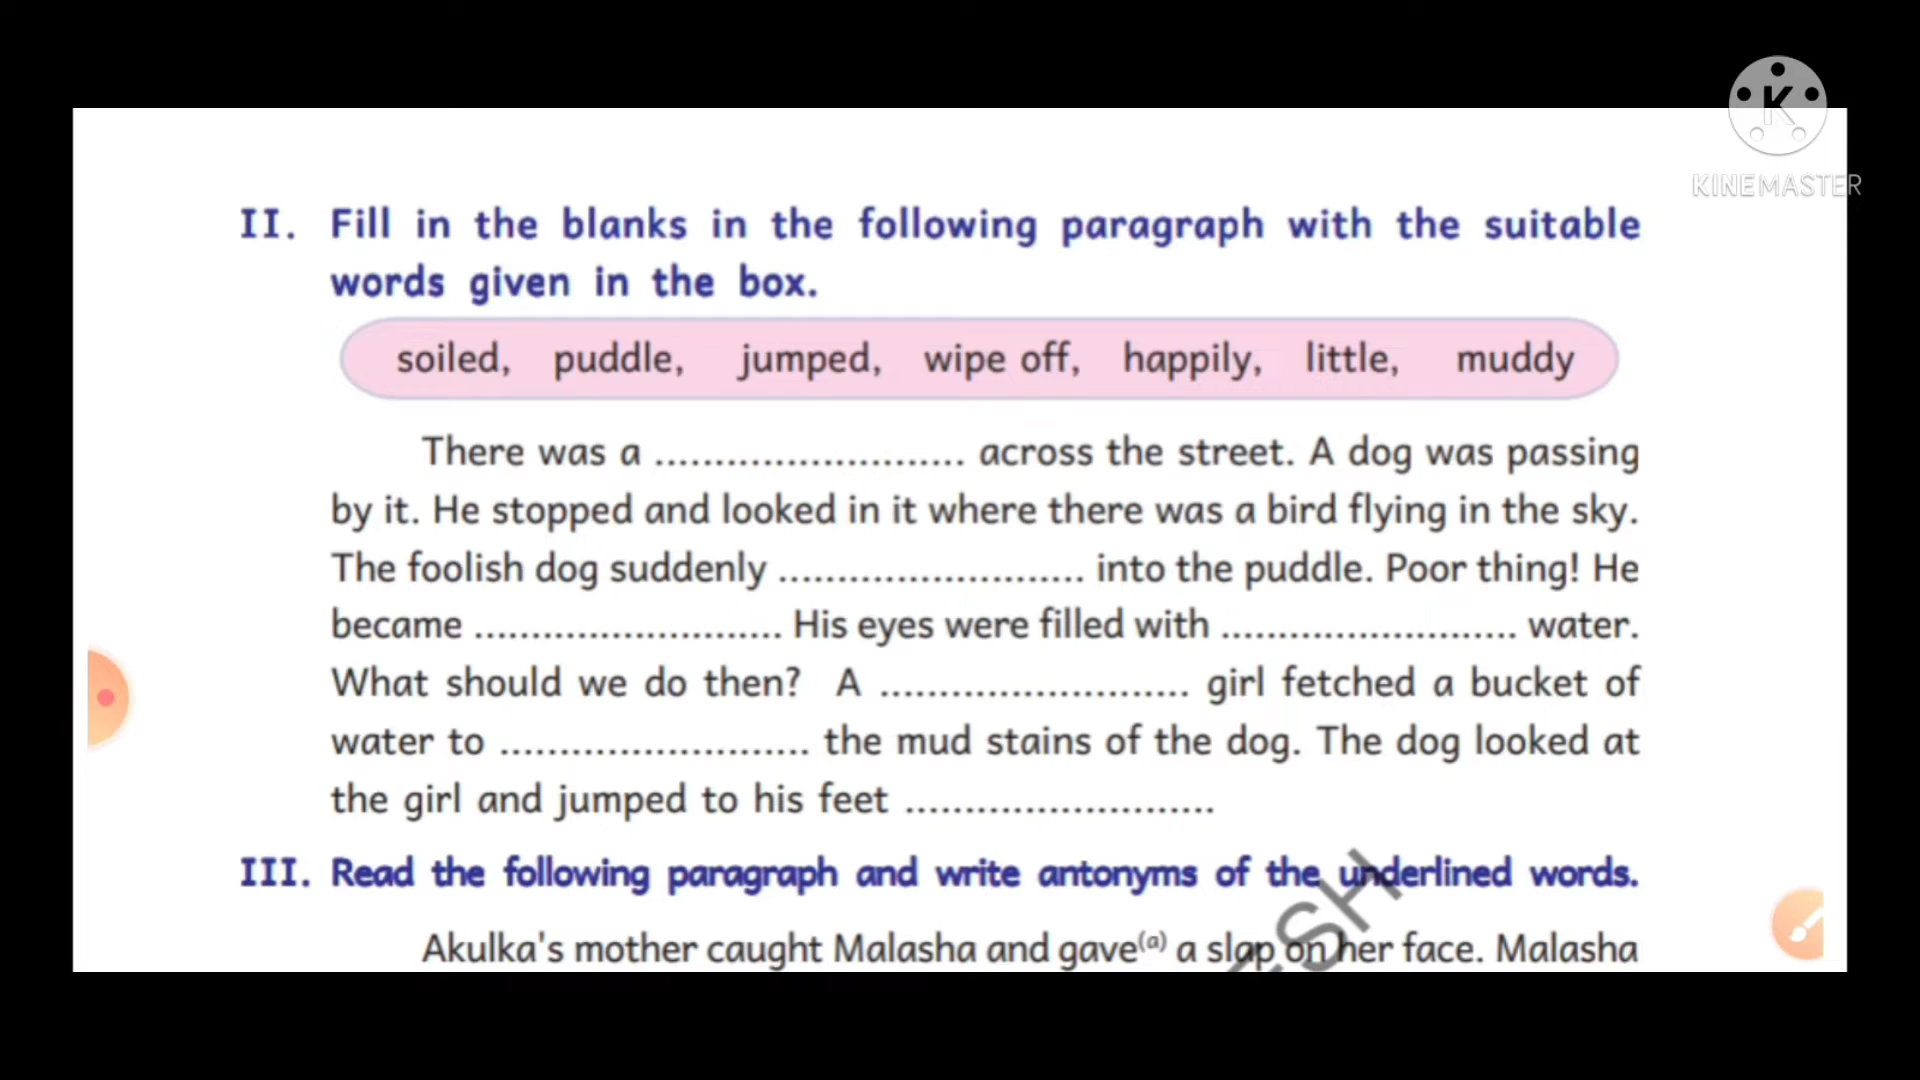 K
KINEMASTER
II. Fill in the blanks in the following paragraph with the suitable
words given in the box.
soiled, puddle, jumped, wipe off, happily, little, muddy
There was a .......................... across the street. A dog was passing
by it. He stopped and looked in it where there was a bird flying in the sky.
The foolish dog suddenly .......................... into the puddle. Poor thing! He
became .......................... His eyes were filled with ......................... water.
What should we do then? A .......................... girl fetched a bucket of
water to .......................... the mud stains of the dog. The dog looked at
the girl and jumped to his feet ..........................
III. Read the following paragraph and write antonyms of the underlined words.
Akulka's mother caught Malasha and gave(a) a slap on her face. Malasha